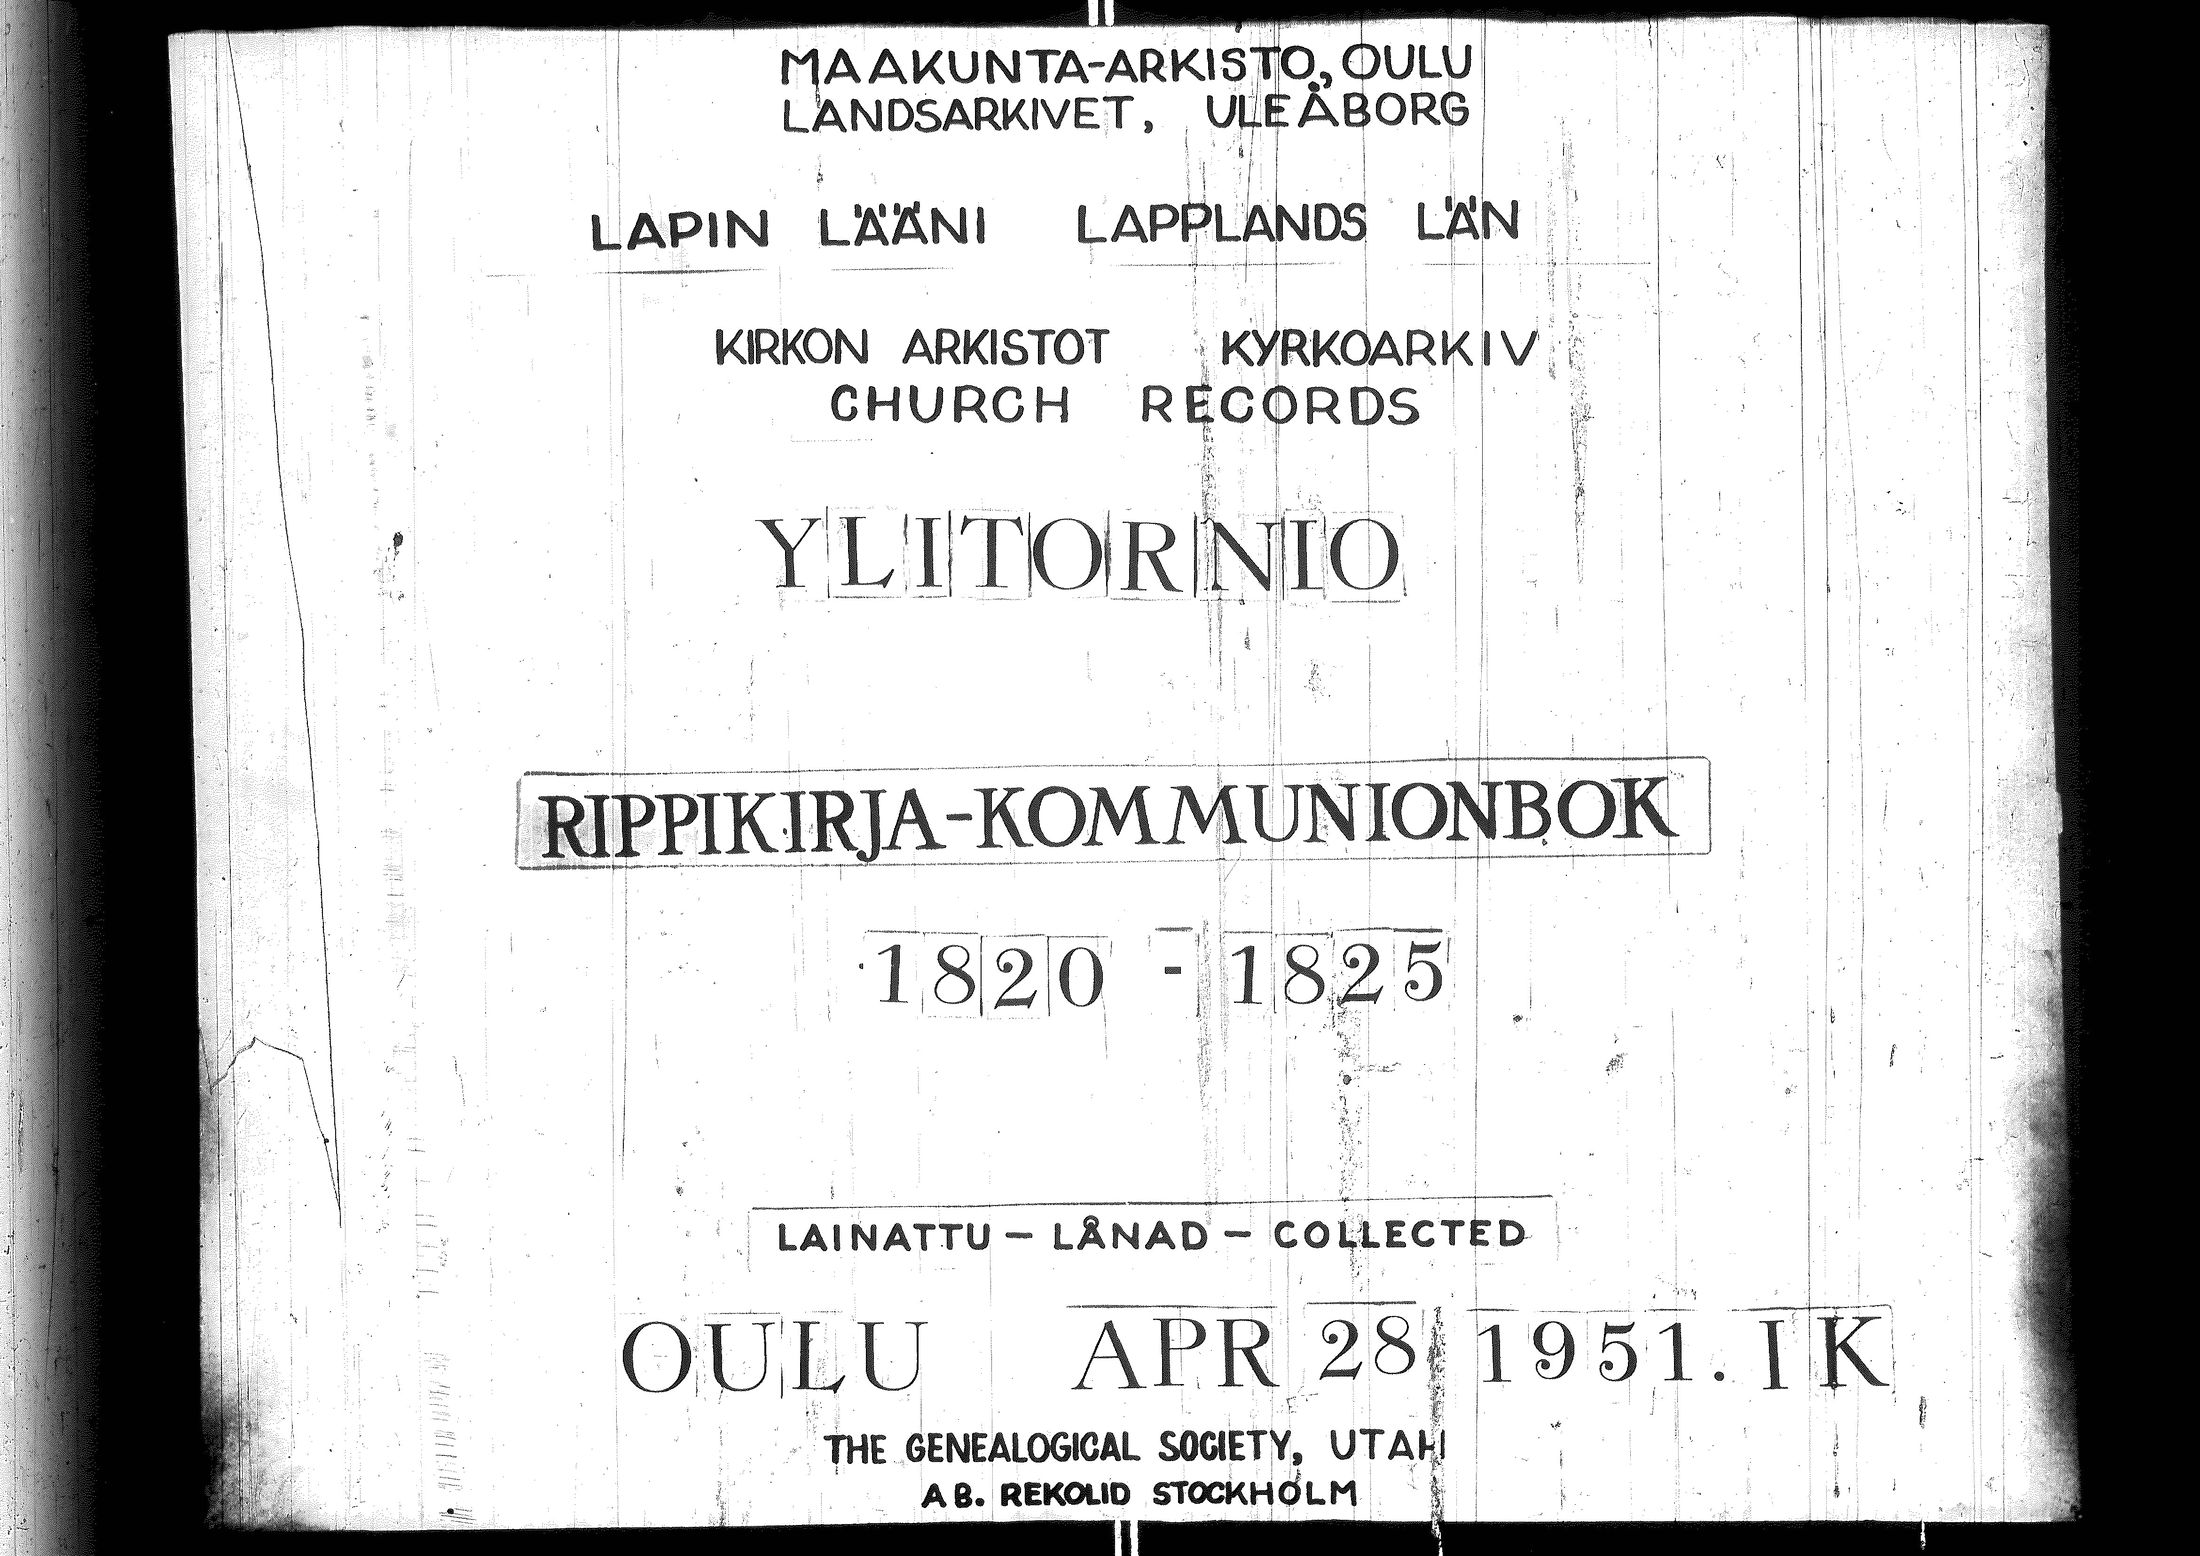 MAAKUNTA-ARKISTO, OULU
LANDSARKIVET, ULEÅBORG
LAPIN LÄÄNI LAPPLANDS LÄN
KIRKON ARKISTOT KYRKOARKIV
CHURCH RECORDS
YLITORNIO
RIPPIKIRJA-KOMMUNIONBOK
1820 - 1825
LAINATTU - LÅNAD - COLLECTED
OULU APR 28 1951. IK
THE GENEALOGICAL SOCIETY, UTAH
AB. REKOLID STOCKHOLM